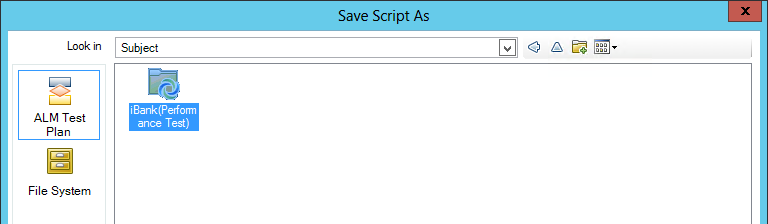 Save Script As
x
Look in
Subject
ALM Test
Plan
iBank(Perform
ance Test)
File System